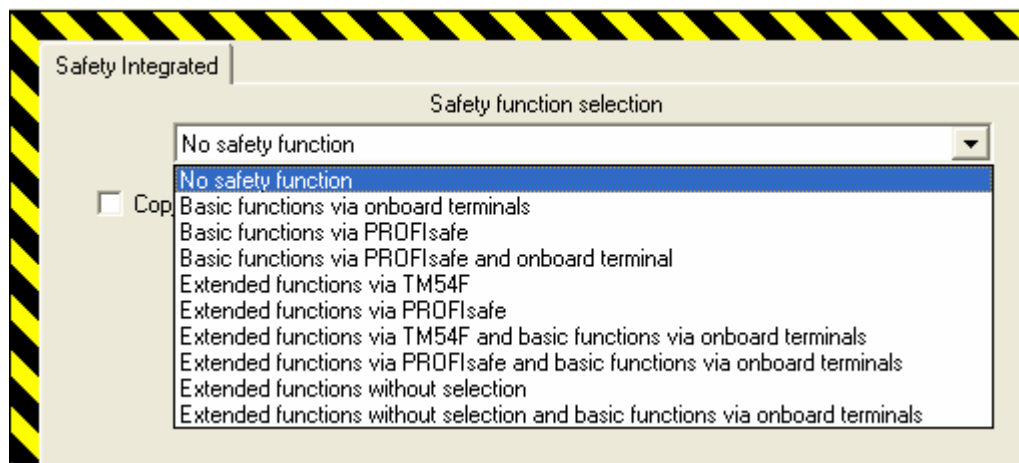 Safety Integrated
Safety function selection
No safety function
No safety function
Basic functions via onboard terminals
Basic functions via PROFIsafe
Basic functions via PROFIsafe and onboard terminal
Extended functions via TM54F
Extended functions via PROFIsafe
Extended functions via TM54F and basic functions via onboard terminals
Extended functions via PROFIsafe and basic functions via onboard terminals
Extended functions without selection
Extended functions without selection and basic functions via onboard terminals